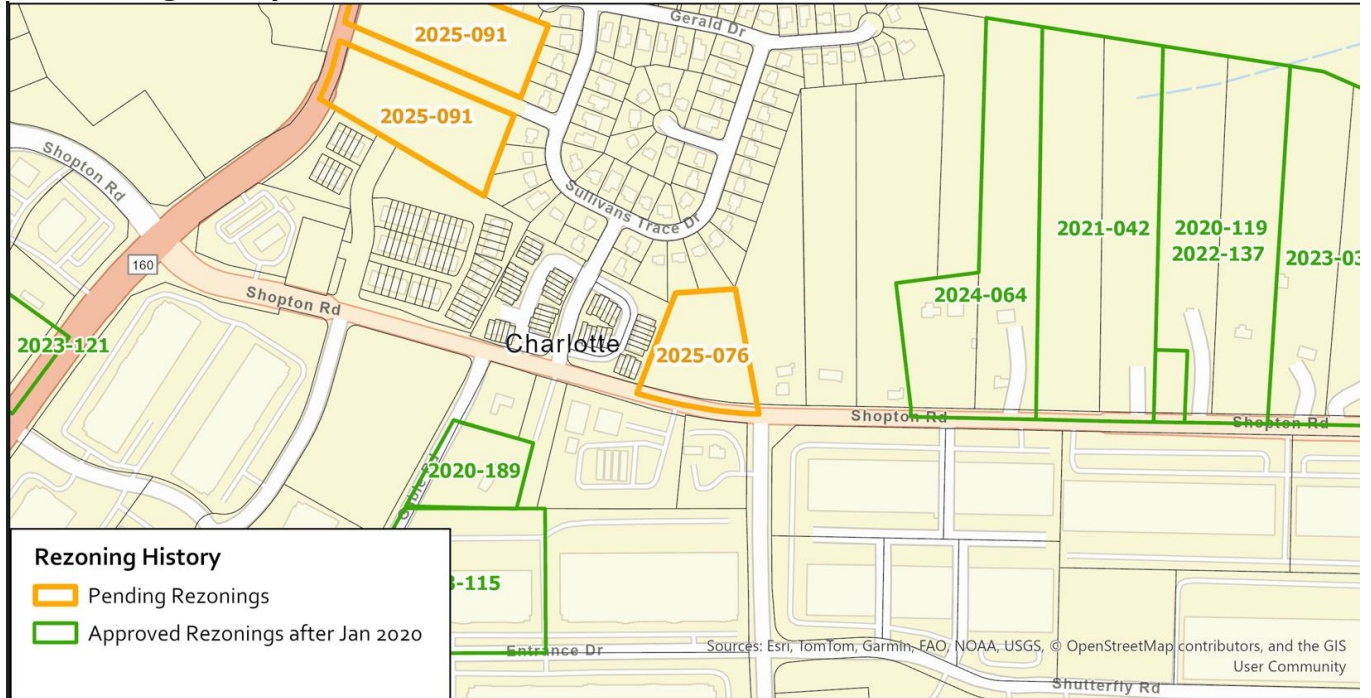 2025-091
Gerald Dr
2025-091
Shopton Rd
Sullivans Trace Dr
2021-042
2020-119
2022-137
2023-03
160
Shopton Rd
2024-064
2023-121
Charlotte
2025-076
Shopton Rd
Shopton Rd
2020-189
Rezoning History
Pending Rezonings
Approved Rezonings after Jan 2020
-115
Entrance Dr
Sources: Esri, TomTom, Garmin, FAO, NOAA, USGS, © OpenStreetMap contributors, and the GIS
User Community
Shutterfly Rd